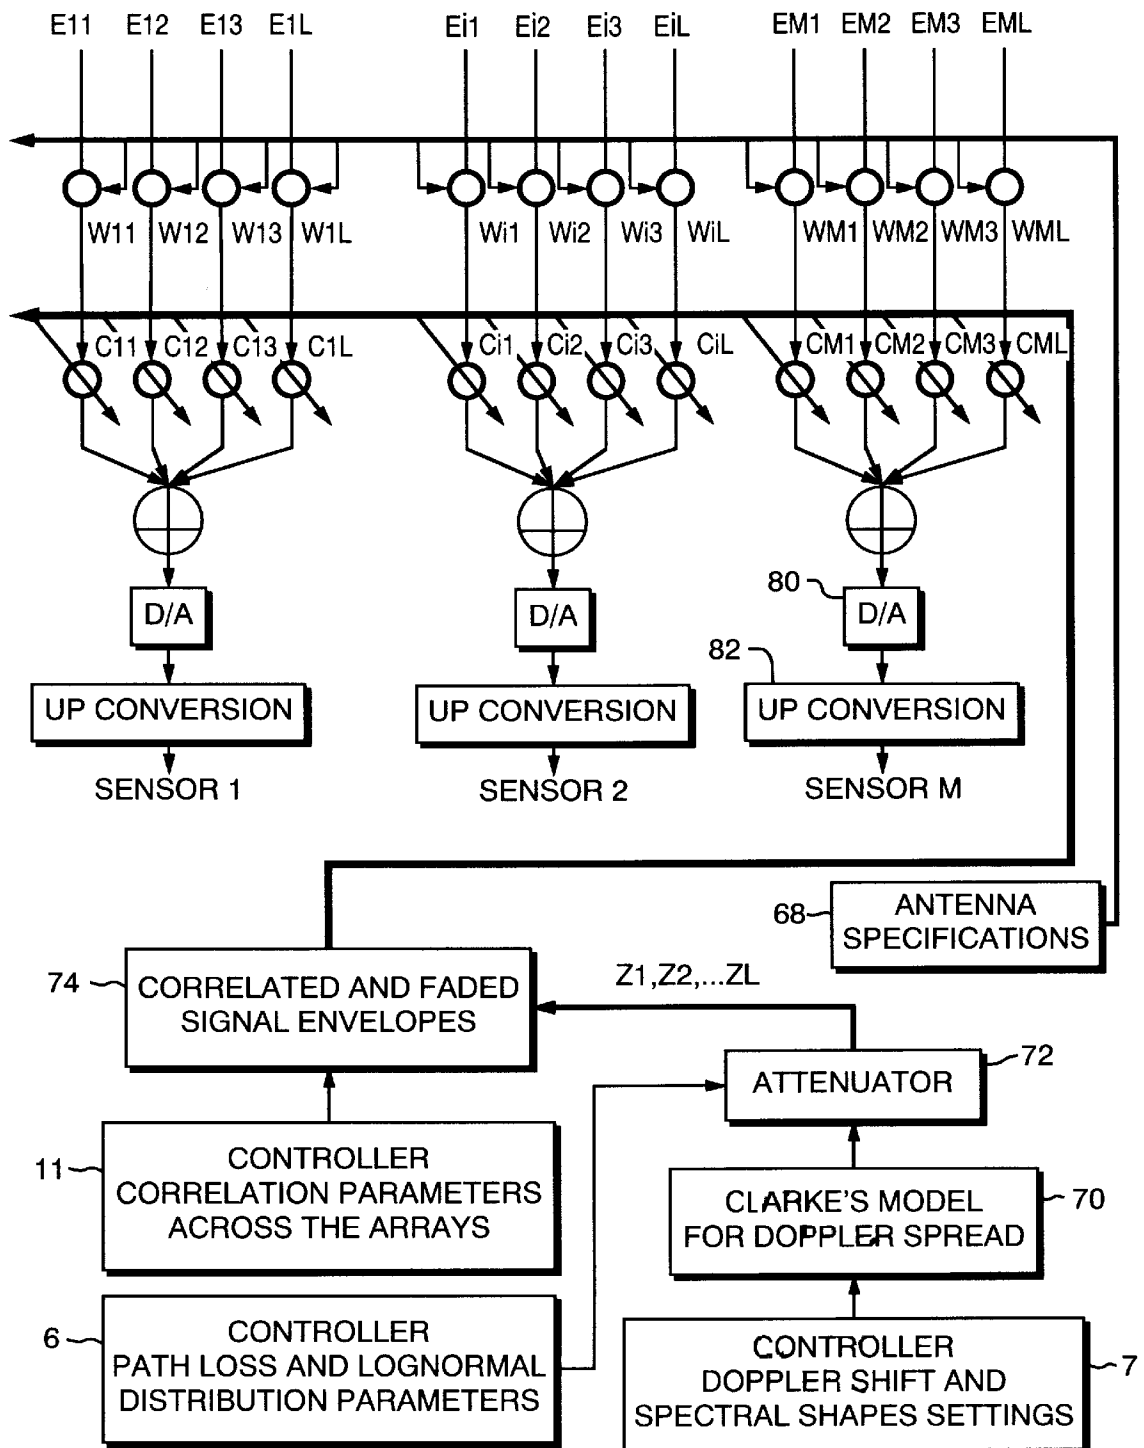 E11 E12 E13 E1L Ei1 Ei2 Ei3 EiL EM1 EM2 EM3 EML
W11 W12 W13 W1L Wi1 Wi2 Wi3 WiL WM1 WM2 WM3 WML
C11 C12 C13 C1L Ci1 Ci2 Ci3 CiL CM1 CM2 CM3 CML
80
D/A D/A D/A
82
UP CONVERSION UP CONVERSION UP CONVERSION
SENSOR 1 SENSOR 2 SENSOR M
68
ANTENNA
SPECIFICATIONS
74
CORRELATED AND FADED
SIGNAL ENVELOPES
Z1,Z2,...ZL
72
ATTENUATOR
11
CONTROLLER
CORRELATION PARAMETERS
ACROSS THE ARRAYS
70
CLARKE'S MODEL
FOR DOPPLER SPREAD
6
CONTROLLER
PATH LOSS AND LOGNORMAL
DISTRIBUTION PARAMETERS
7
CONTROLLER
DOPPLER SHIFT AND
SPECTRAL SHAPES SETTINGS